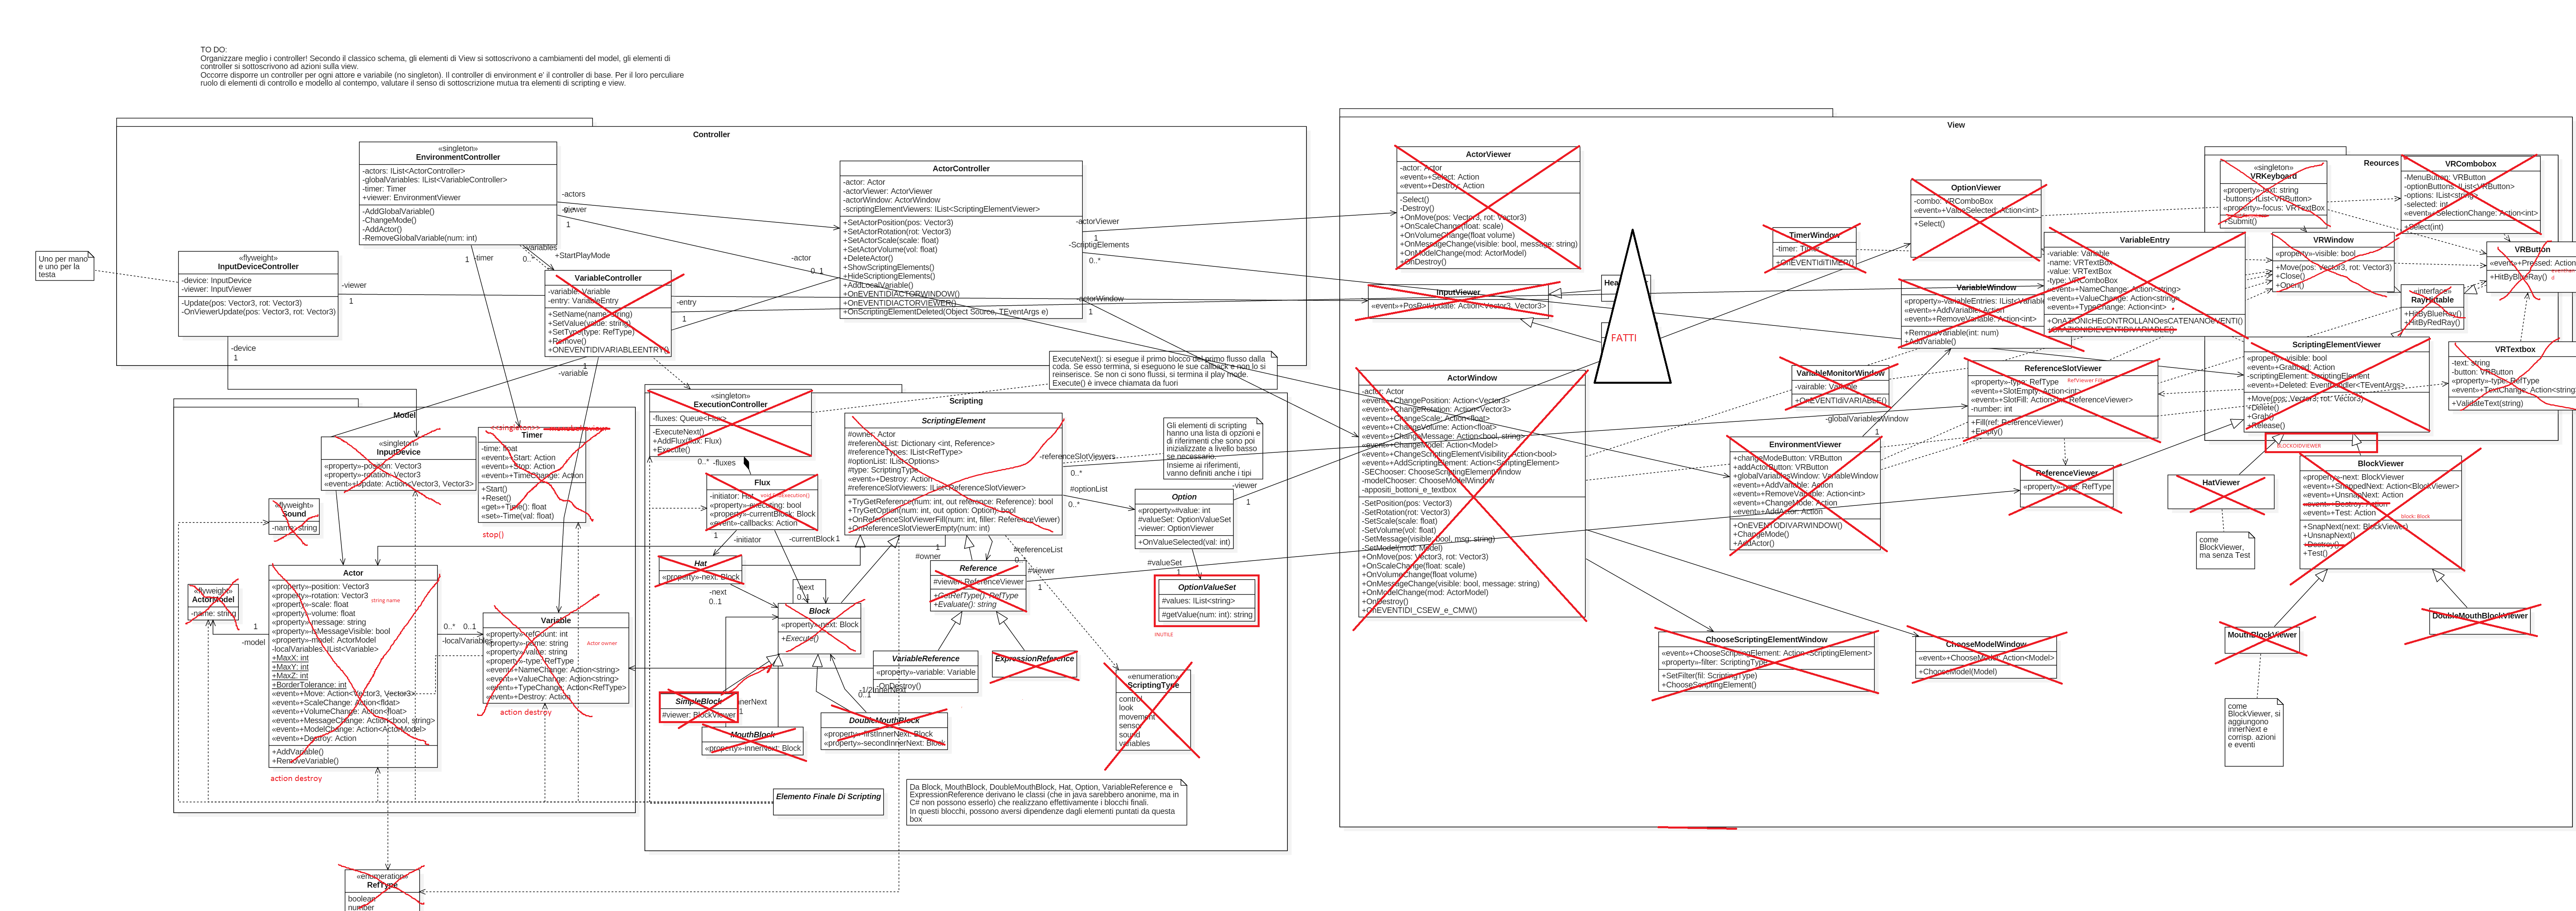 TO DO:
Organizzare meglio i controller! Secondo il classico schema, gli elementi di View si sottoscrivono a cambiamenti del model, gli elementi di
controller si sottoscrivono ad azioni sulla view.
Occorre disporre un controller per ogni attore e variabile (no singleton). Il controller di environment e' il controller di base. Per il loro peculiare
ruolo di elementi di controllo e modello al contempo, valutare il senso di sottoscrizione mutua tra elementi di scripting e view.
Controller
«singleton»
EnvironmentController
-actors: IList<ActorController>
-globalVariables: IList<VariableController>
-timer: Timer
+viewer: EnvironmentViewer
-AddGlobalVariable()
-ChangeMode()
-AddActor()
-RemoveGlobalVariable(num: int)
ActorController
-actor: Actor
-actorViewer: ActorViewer
-actorWindow: ActorWindow
-scriptingElementViewers: IList<ScriptingElementViewer>
+SetActorPosition(pos: Vector3)
+SetActorRotation(rot: Vector3)
+SetActorScale(scale: float)
+SetActorVolume(vol: float)
+DeleteActor()
+ShowScriptingElements()
+HideScriptiongElements()
+AddLocalVariable()
+OnEVENTIDIACTORWINDOW()
+OnEVENTIDIACTORVIEWER()
+OnScriptingElementDeleted(Object Source, TEventArgs e)
Uno per mano
e uno per la
testa
«flyweight»
InputDeviceController
-device: InputDevice
-viewer: InputViewer
-Update(pos: Vector3, rot: Vector3)
-OnViewerUpdate(pos: Vector3, rot: Vector3)
VariableController
-variable: Variable
-entry: VariableEntry
+SetName(name: string)
+SetValue(value: string)
+SetType(type: RefType)
+Remove()
+ONEVENTIDIVARIABLEENTRY()
-actors
-viewer
1
1
-timer
-variables
0..*
+StartPlayMode
-actor
0..1
-viewer
1
-entry
1
-device
1
1
-variable
-actorViewer
1
-ScriptigElements
0..*
-actorWindow
1
ExecuteNext(): si esegue il primo blocco del primo flusso dalla
coda. Se esso termina, si eseguono le sue callback e non lo si
reinserisce. Se non ci sono flussi, si termina il play mode.
Execute() è invece chiamata da fuori
Model
«singleton»
InputDevice
«property»-position: Vector3
«property»-rotation: Vector3
«event»+Update: Action<Vector3, Vector3>
<<singleton>>
Timer
-time: float
«event»+Start: Action
«event»+Stop: Action
«event»+TimeChange: Action
+Start()
+Reset()
«get»+Time(): float
«set»-Time(val: float)
stop()
«flyweight»
Sound
-name: string
«flyweight»
ActorModel
-name: string
1
-model
Actor
«property»+position: Vector3
«property»+rotation: Vector3
«property»-scale: float
«property»-volume: float
«property»-message: string
«property»-isMessageVisible: bool
«property»-model: ActorModel
-localVariables: IList<Variable>
+MaxX: int
+MaxY: int
+MaxZ: int
+BorderTolerance: int
«event»+Move: Action<Vector3, Vector3>
«event»+ScaleChange: Action<float>
«event»+VolumeChange: Action<float>
«event»+MessageChange: Action<bool, string>
«event»+ModelChange: Action<ActorModel>
«event»+Destroy: Action
+AddVariable()
+RemoveVariable()
string name
action destroy
0..*
0..1
-localVariables
Variable
«property»+refCount: int
«property»-name: string
«property»-value: string
«property»-type: RefType
«event»+NameChange: Action<string>
«event»+ValueChange: Action<string>
«event»+TypeChange: Action<RefType>
«event»+Destroy: Action
Actor owner
action destroy
«enumeration»
RefType
boolean
number
Scripting
«singleton»
ExecutionController
-fluxes: Queue<Flux>
-ExecuteNext()
+AddFlux(flux: Flux)
+Execute()
0..*
-fluxes
Flux
-initiator: Hat
«property»-executing: bool
«property»-currentBlock: Block
«event»-callbacks: Action
1
-initiator
-currentBlock
1
Hat
«property»-next: Block
-next
0..1
-next
0..1
Block
«property»-next: Block
+Execute()
SimpleBlock
#viewer: BlockViewer
1
MouthBlock
«property»-innerNext: Block
DoubleMouthBlock
«property»-firstInnerNext: Block
«property»-secondInnerNext: Block
-1/2InnerNext
0..1
ScriptingElement
#owner: Actor
#referenceList: Dictionary <int, Reference>
#referenceTypes: IList<RefType>
#optionList: IList<Options>
#type: ScriptingType
«event»+Destroy: Action
#referenceSlotViewers: IList<ReferenceSlotViewer>
+TryGetReference(num: int, out reference: Reference): bool
+TryGetOption(num: int, out option: Option): bool
+OnReferenceSlotViewerFill(num: int, filler: ReferenceViewer)
+OnReferenceSlotViewerEmpty(num: int)
1
#owner
#referenceList
0..*
Reference
#viewer: ReferenceViewer
+GetRefType(): RefType
+Evaluate(): string
#viewer
1
VariableReference
«property»-variable: Variable
-OnDestroy()
ExpressionReference
«enumeration»
ScriptingType
control
look
movement
sensor
sound
variables
Gli elementi di scripting
hanno una lista di opzioni e
di riferimenti che sono poi
inizializzate a livello basso
se necessario.
Insieme ai riferimenti,
vanno definiti anche i tipi
-referenceSlotViewers
0..*
#optionList
0..*
Option
«property»#value: int
#valueSet: OptionValueSet
-viewer: OptionViewer
+OnValueSelected(val: int)
-viewer
1
#valueSet
1
OptionValueSet
#values: IList<string>
#getValue(num: int): string
INUTILE
Elemento Finale Di Scripting
Da Block, MouthBlock, DoubleMouthBlock, Hat, Option, VariableReference e
ExpressionReference derivano le classi (che in java sarebbero anonime, ma in
C# non possono esserlo) che realizzano effettivamente i blocchi finali.
In questi blocchi, possono aversi dipendenze dagli elementi puntati da questa
box
View
ActorViewer
-actor: Actor
«event»+Select: Action
«event»+Destroy: Action
-Select()
-Destroy()
+OnMove(pos: Vector3, rot: Vector3)
+OnScaleChange(float: scale)
+OnVolumeChange(float volume)
+OnMessageChange(visible: bool, message: string)
+OnModelChange(mod: ActorModel)
+OnDestroy()
InputViewer
«event»+PosRotUpdate: Action<Vector3, Vector3>
FATTI
ActorWindow
-actor: Actor
«event»+ChangePosition: Action<Vector3>
«event»+ChangeRotation: Action<Vector3>
«event»+ChangeScale: Action<float>
«event»+ChangeVolume: Action<float>
«event»+ChangeMessage: Action<bool, string>
«event»+ChangeModel: Action<Model>
«event»+ChangeScriptingElementVisibility: Action<bool>
«event»+AddScriptingElement: Action<ScriptingElement>
-SEChooser: ChooseScriptingElementWindow
-modelChooser: ChooseModelWindow
-appositi_bottoni_e_textbox
-SetPosition(pos: Vector3)
-SetRotation(rot: Vector3)
-SetScale(scale: float)
-SetVolume(vol: float)
-SetMessage(visible: bool, msg: string)
-SetModel(mod: Model)
+OnMove(pos: Vector3, rot: Vector3)
+OnScaleChange(float: scale)
+OnVolumeChange(float volume)
+OnMessageChange(visible: bool, message: string)
+OnModelChange(mod: ActorModel)
+OnDestroy()
+OnEVENTIDI_CSEW_e_CMW()
TimerWindow
-timer: Timer
+OnEVENTIdiTIMER()
OptionViewer
-combo: VRComboBox
«event»+ValueSelected: Action<int>
+Select()
VariableWindow
«property»-variableEntries: IList<Variable
«event»+AddVariable: Action
«event»+RemoveVariable: Action<int>
+RemoveVariable(int: num)
+AddVariable()
VariableEntry
-variable: Variable
-name: VRTextBox
-value: VRTextBox
-type: VRComboBox
«event»+NameChange: Action<string>
«event»+ValueChange: Action<string>
«event»+TypeChange: Action<int>
+OnAZIONIcHEcONTROLLANOesCATENANOeVENTI()
+OnAZIONIDIEVENTIDIVARIABLE()
VariableMonitorWindow
-vairable: Variable
+OnEVENTIdiVARIABLE()
-globalVariablesWindow
1
ReferenceSlotViewer
«property»-type: RefType
«event»+SlotEmpty: Action<int>
«event»+SlotFill: Action<int, ReferenceViewer>
-number: int
+Fill(ref: ReferenceViewer)
+Empty()
EnvironmentViewer
-changeModeButton: VRButton
-addActorButton: VRButton
+globalVariablesWindow: VariableWindow
«event»+AddVariable: Action
«event»+RemoveVariable: Action<int>
«event»+ChangeMode: Action
«event»+AddActor: Action
+OnEVENTODIVARWINDOW()
+ChangeMode()
+AddActor()
ReferenceViewer
«property»-type: RefType
ChooseScriptingElementWindow
«event»+ChooseScriptingElement: Action<ScriptingElement>
«property»-filter: ScriptingType
+SetFilter(fil: ScriptingType)
+ChooseScriptingElement()
ChooseModelWindow
«event»+ChooseModel: Action<Model>
+ChooseModel(Model)
Reources
«singleton»
VRKeyboard
«property»-text: string
-buttons: IList<VRButton>
«property»-focus: VRTextBox
+Submit()
VRCombobox
-MenuButton: VRButton
-optionButtons: IList<VRButton>
-options: IList<string>
-selected: int
«event»+SelectionChange: Action<int>
+Select(int)
VRWindow
«property»-visible: bool
+Move(pos: Vector3, rot: Vector3)
+Close()
+Open()
VRButton
«event»+Pressed: Action
+HitByBlueRay()
«interface»
RayHittable
+HitByBlueRay()
+HitByRedRay()
VRTextbox
-text: string
-button: VRButton
«property»-type: RefType
«event»+TextChange: Action<string
+ValidateText(string)
ScriptingElementViewer
«property»-visible: bool
«event»+Grabbed: Action
-scriptingElement: ScriptingElement
«event»+Deleted: EventHandler<TEventArgs>
+Move(pos: Vector3, rot: Vector3)
+Delete()
+Grab()
+Release()
BLOCKOIDVIEWER
HatViewer
come
BlockViewer,
ma senza Test
BlockViewer
«property»-next: BlockViewer
«event»+SnappedNext: Action<BlockViewer>
«event»+UnsnapNext: Action
«event»+Destroy: Action
«event»+Test: Action
+SnapNext(next: BlockViewer)
+UnsnapNext()
+Destroy()
+Test()
block: Block
MouthBlockViewer
DoubleMouthBlockViewer
come
BlockViewer, si
aggiungono
innerNext e
corrisp. azioni
e eventi